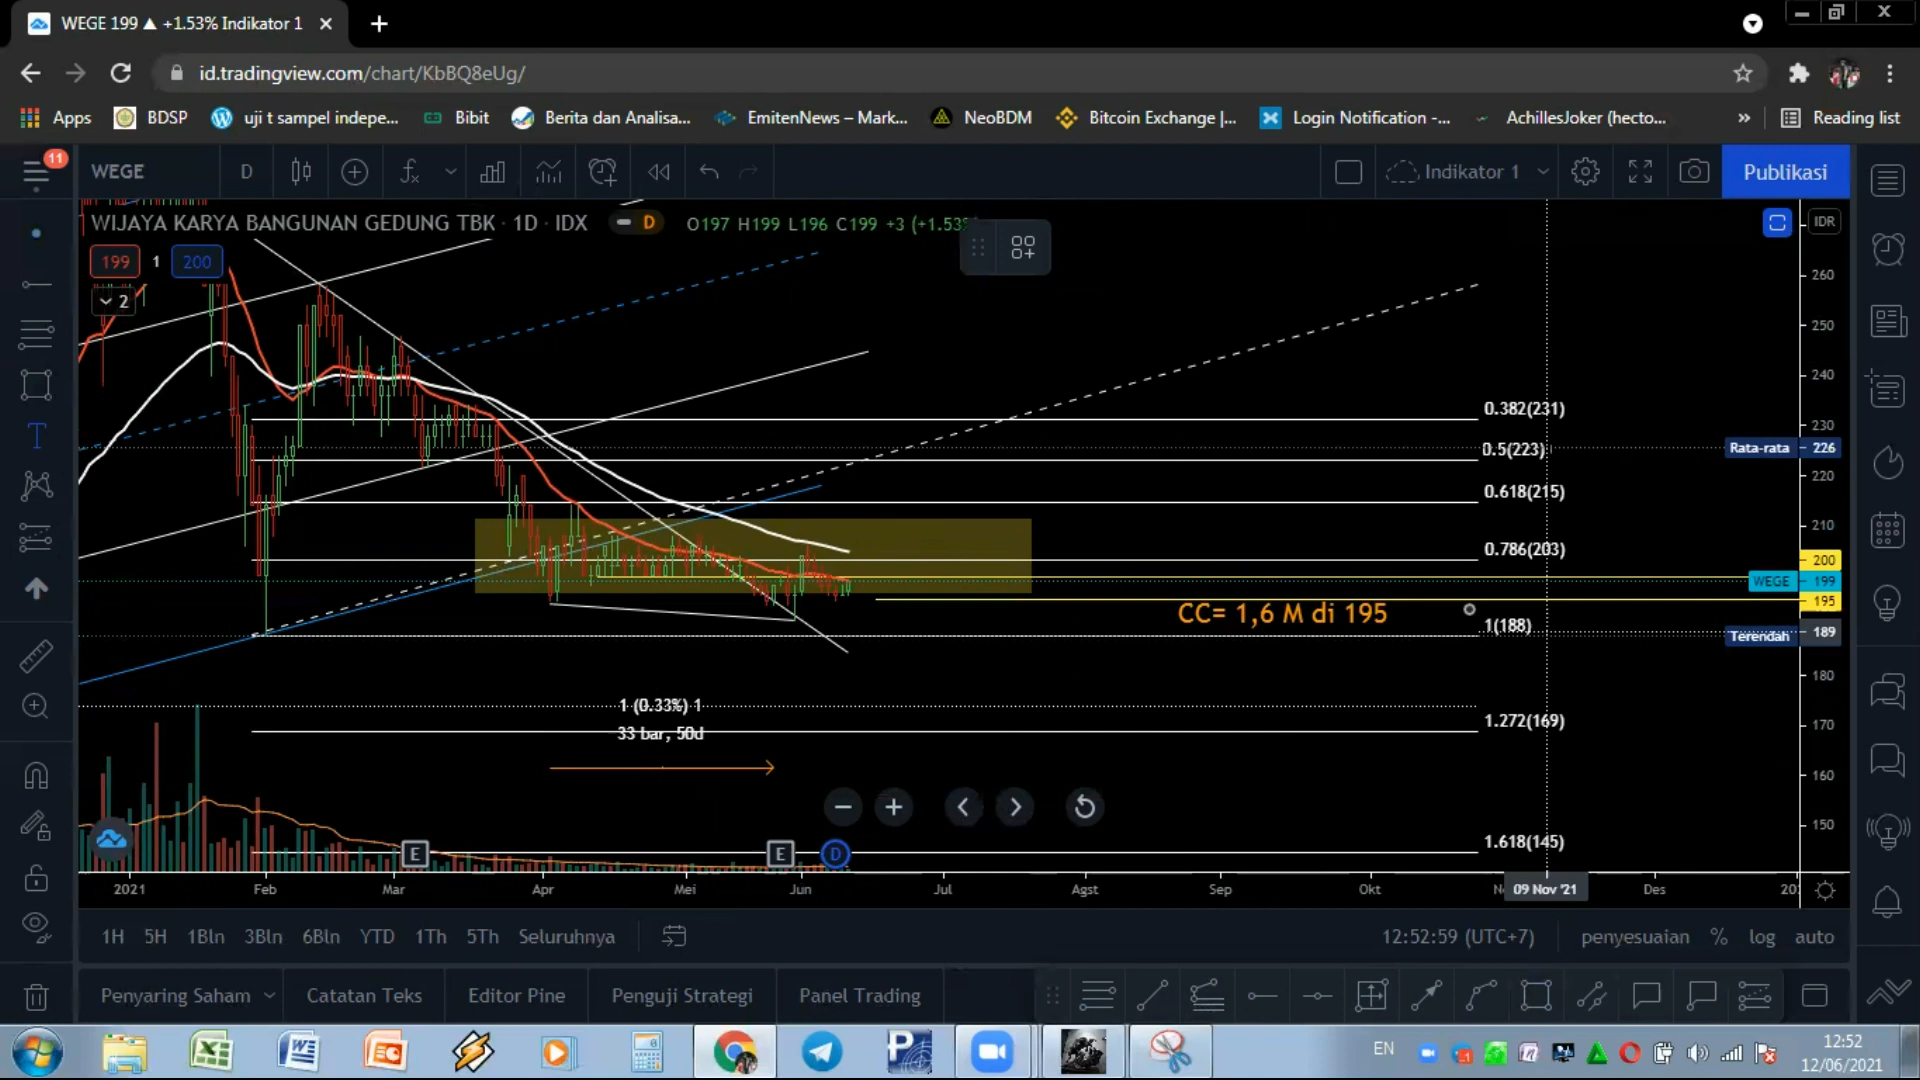 WEGE 199 ▲ +1.53% Indikator 1
id.tradingview.com/chart/KbBQ8eUg/
Apps BDSP uji t sampel indepe... Bibit Berita dan Analisa... EmitenNews – Mark... NeoBDM Bitcoin Exchange |... Login Notification -... AchillesJoker (hecto... » Reading list
11
WEGE D Indikator 1 Publikasi
WIJAYA KARYA BANGUNAN GEDUNG TBK · 1D · IDX D O197 H199 L196 C199 +3 (+1.53%
IDR
199 1 200
2
260
250
240
0.382(231)
230
0.5(223)
Rata-rata 226
220
0.618(215)
210
0.786(203)
200
WEGE 199
195
CC= 1,6 M di 195
1(188)
Terendah 189
180
1 (0.33%) 1
1.272(169)
170
33 bar, 50d
160
150
1.618(145)
E E D
2021 Feb Mar Apr Mei Jun Jul Agst Sep Okt 09 Nov '21 Des
1H 5H 1Bln 3Bln 6Bln YTD 1Th 5Th Seluruhnya 12:52:59 (UTC+7) penyesuaian % log auto
Penyaring Saham Catatan Teks Editor Pine Penguji Strategi Panel Trading
EN
12:52
12/06/2021